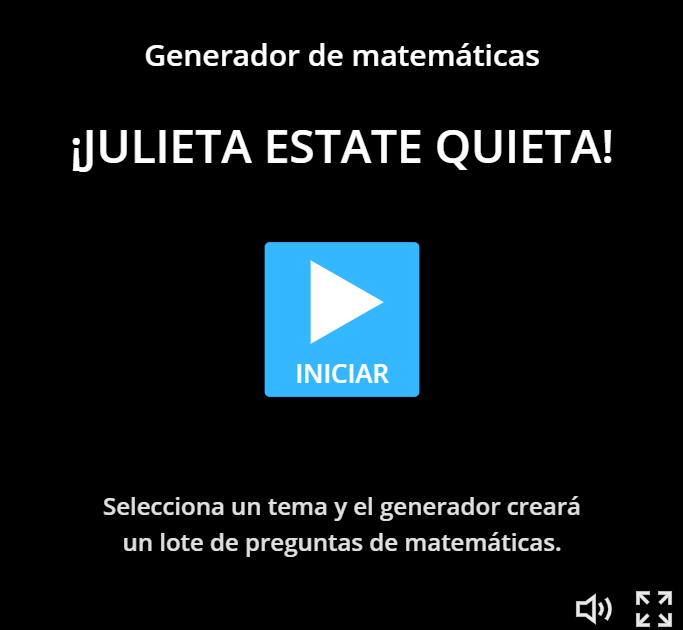 Generador de matemáticas
¡JULIETA ESTATE QUIETA!
INICIAR
Selecciona un tema y el generador creará
un lote de preguntas de matemáticas.